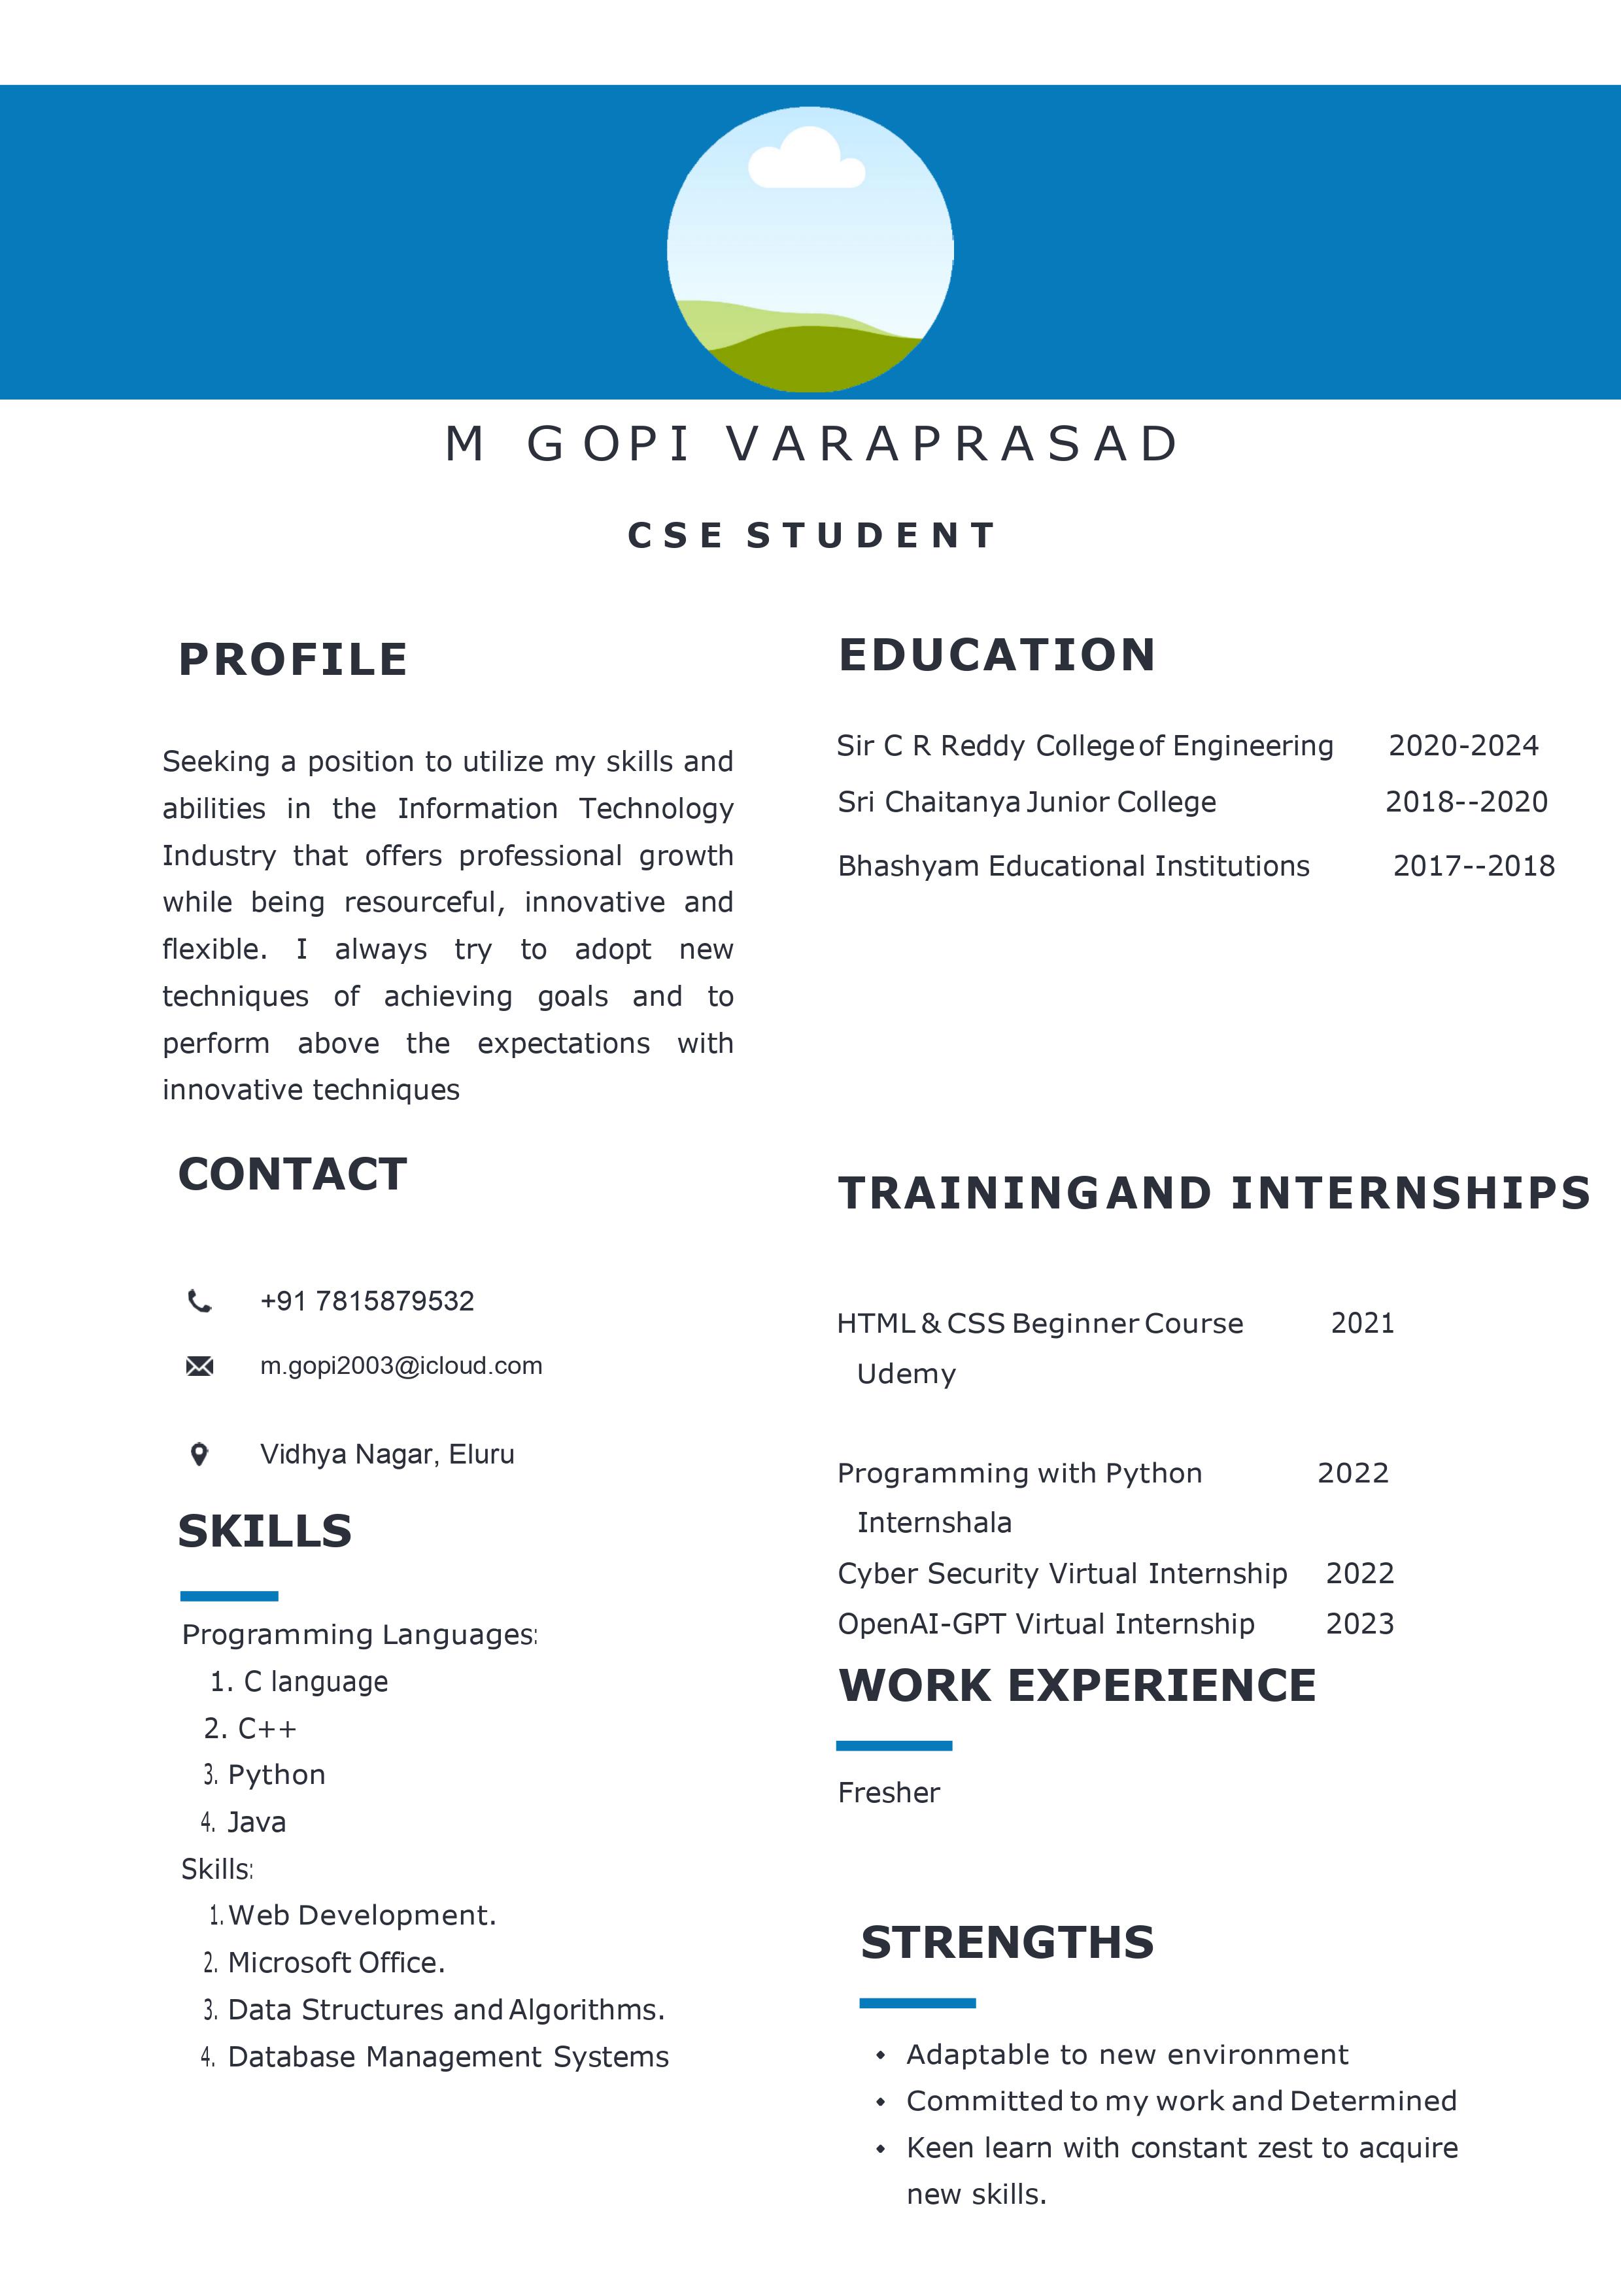 M GOPI VARAPRASAD
CSE STUDENT
PROFILE
Seeking a position to utilize my skills and
abilities in the Information Technology
Industry that offers professional growth
while being resourceful, innovative and
flexible. I always try to adopt new
techniques of achieving goals and to
perform above the expectations with
innovative techniques
CONTACT
+91 7815879532
m.gopi2003@icloud.com
Vidhya Nagar, Eluru
SKILLS
Programming Languages:
1. C language
2. C++
3. Python
4. Java
Skills:
1. Web Development.
2. Microsoft Office.
3. Data Structures and Algorithms.
4. Database Management Systems
EDUCATION
Sir C R Reddy College of Engineering 2020-2024
Sri Chaitanya Junior College 2018--2020
Bhashyam Educational Institutions 2017--2018
TRAINING AND INTERNSHIPS
HTML & CSS Beginner Course 2021
Udemy
Programming with Python 2022
Internshala
Cyber Security Virtual Internship 2022
OpenAI-GPT Virtual Internship 2023
WORK EXPERIENCE
Fresher
STRENGTHS
• Adaptable to new environment
• Committed to my work and Determined
• Keen learn with constant zest to acquire
new skills.